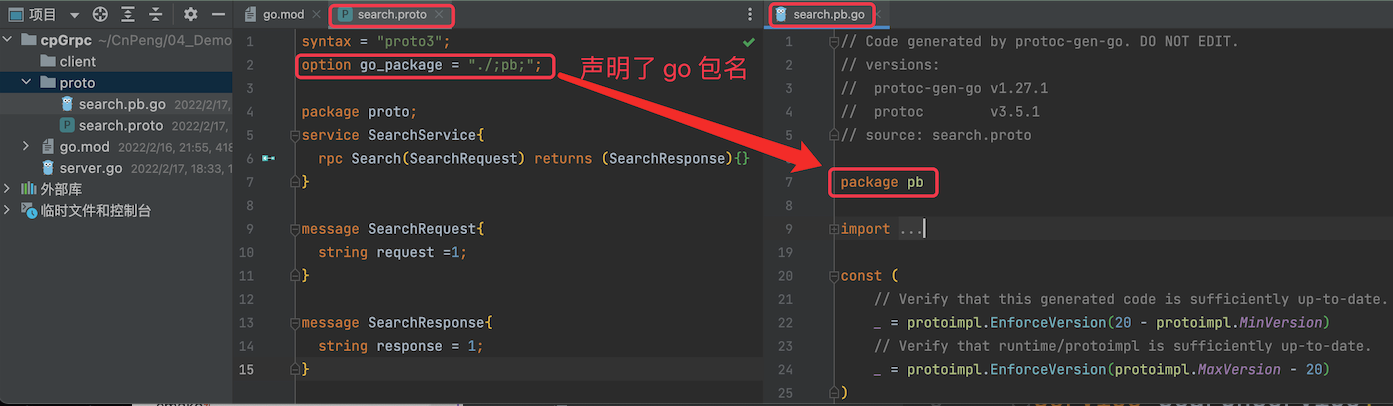 项目
cpGrpc ~/CnPeng/04_Demo
client
proto
search.pb.go 2022/2/17,
search.proto 2022/2/17,
go.mod 2022/2/16, 21:55, 418
server.go 2022/2/17, 18:33, 1
外部库
临时文件和控制台
go.mod
search.proto
1 syntax = "proto3";
2 option go_package = "./;pb;";
3
4 package proto;
5 service SearchService{
6 rpc Search(SearchRequest) returns (SearchResponse){}
7 }
8
9 message SearchRequest{
10 string request =1;
11 }
12
13 message SearchResponse{
14 string response = 1;
15 }
声明了 go 包名
search.pb.go
1 // Code generated by protoc-gen-go. DO NOT EDIT.
2 // versions:
3 // protoc-gen-go v1.27.1
4 // protoc v3.5.1
5 // source: search.proto
6
7 package pb
8
9 import ...
19
20 const (
21 // Verify that this generated code is sufficiently up-to-date.
22 _ = protoimpl.EnforceVersion(20 - protoimpl.MinVersion)
23 // Verify that runtime/protoimpl is sufficiently up-to-date.
24 _ = protoimpl.EnforceVersion(protoimpl.MaxVersion - 20)
25 )